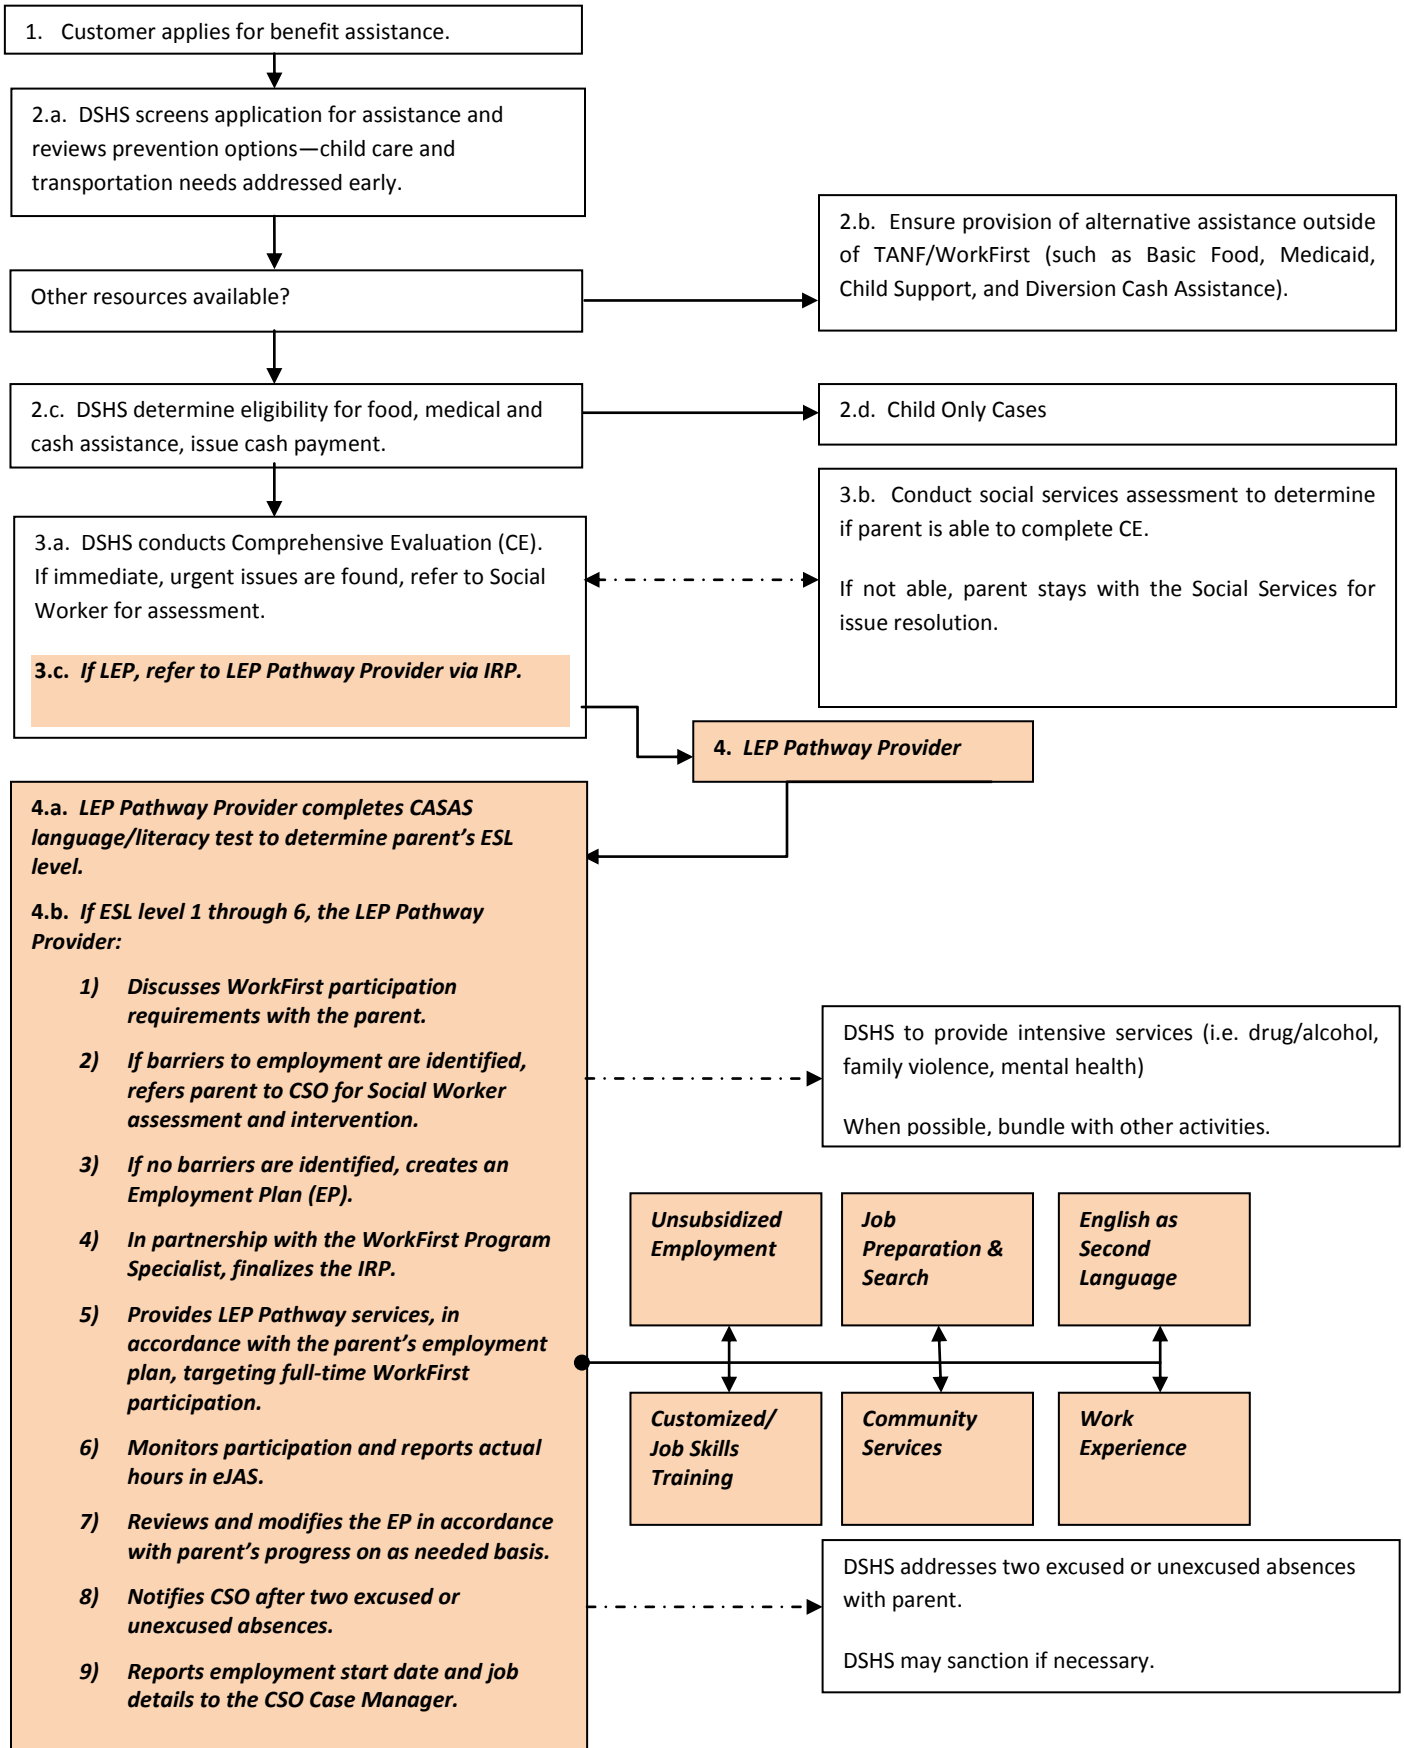 1. Customer applies for benefit assistance.
2.a. DSHS screens application for assistance and
reviews prevention options—child care and
transportation needs addressed early.
2.b. Ensure provision of alternative assistance outside
of TANF/WorkFirst (such as Basic Food, Medicaid,
Child Support, and Diversion Cash Assistance).
Other resources available?
2.c. DSHS determine eligibility for food, medical and
cash assistance, issue cash payment.
2.d. Child Only Cases
3.a. DSHS conducts Comprehensive Evaluation (CE).
If immediate, urgent issues are found, refer to Social
Worker for assessment.
3.b. Conduct social services assessment to determine
if parent is able to complete CE.
If not able, parent stays with the Social Services for
issue resolution.
3.c. If LEP, refer to LEP Pathway Provider via IRP.
4. LEP Pathway Provider
4.a. LEP Pathway Provider completes CASAS
language/literacy test to determine parent’s ESL
level.
4.b. If ESL level 1 through 6, the LEP Pathway
Provider:
1) Discusses WorkFirst participation
requirements with the parent.
2) If barriers to employment are identified,
refers parent to CSO for Social Worker
assessment and intervention.
3) If no barriers are identified, creates an
Employment Plan (EP).
4) In partnership with the WorkFirst Program
Specialist, finalizes the IRP.
5) Provides LEP Pathway services, in
accordance with the parent’s employment
plan, targeting full-time WorkFirst
participation.
6) Monitors participation and reports actual
hours in eJAS.
7) Reviews and modifies the EP in accordance
with parent’s progress on as needed basis.
8) Notifies CSO after two excused or
unexcused absences.
9) Reports employment start date and job
details to the CSO Case Manager.
DSHS to provide intensive services (i.e. drug/alcohol,
family violence, mental health)
When possible, bundle with other activities.
Unsubsidized
Employment
Job
Preparation &
Search
English as
Second
Language
Customized/
Job Skills
Training
Community
Services
Work
Experience
DSHS addresses two excused or unexcused absences
with parent.
DSHS may sanction if necessary.